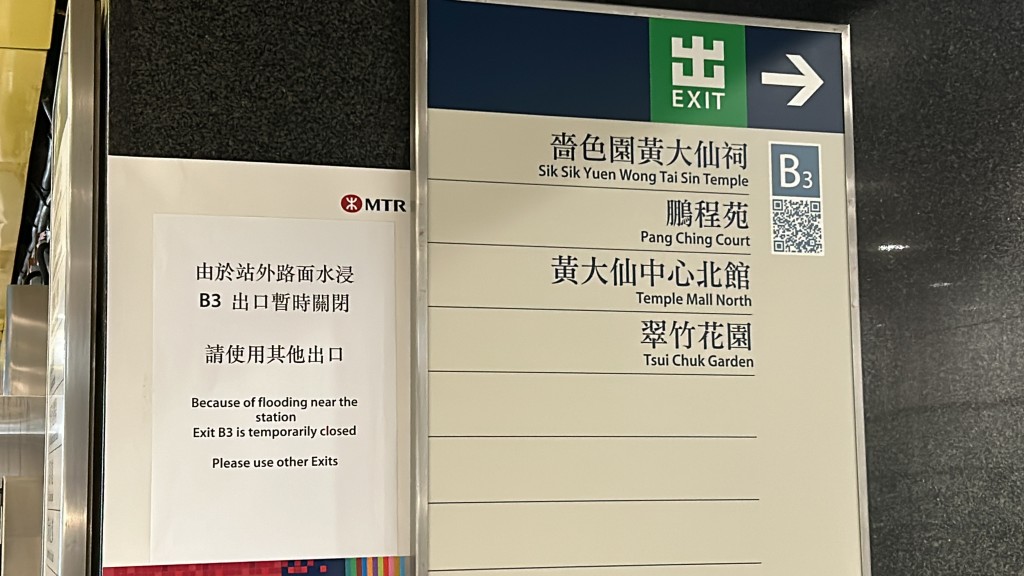 MTR
由於站外路面水浸
B3 出口暫時關閉
請使用其他出口
Because of flooding near the
station
Exit B3 is temporarily closed
Please use other Exits
出
EXIT
嗇色園黃大仙祠
Sik Sik Yuen Wong Tai Sin Temple
B3
鵬程苑
Pang Ching Court
黃大仙中心北館
Temple Mall North
翠竹花園
Tsui Chuk Garden